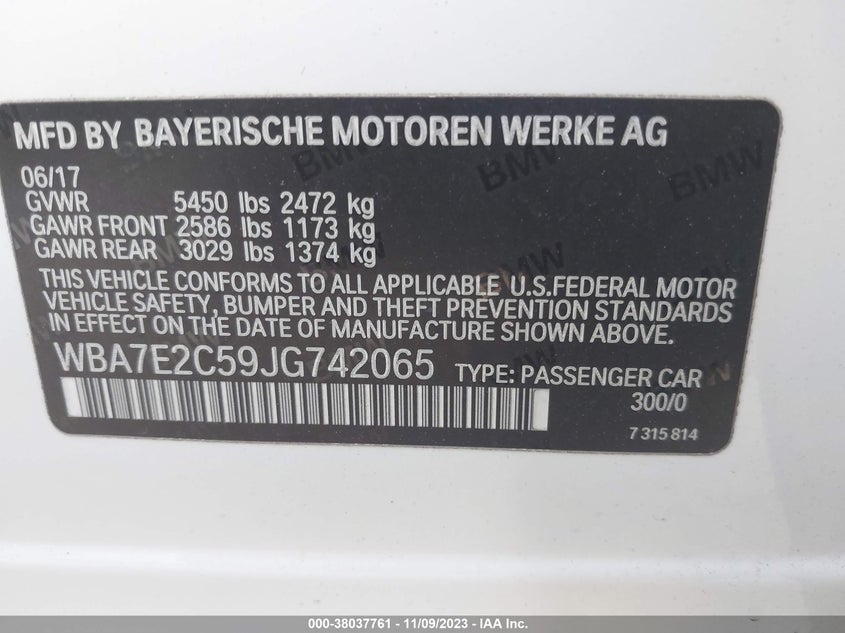 MFD BY BAYERISCHE MOTOREN WERKE AG
06/17
GVWR 5450 lbs 2472 kg
GAWR FRONT 2586 lbs 1173 kg
GAWR REAR 3029 lbs 1374 kg
THIS VEHICLE CONFORMS TO ALL APPLICABLE U.S.FEDERAL MOTOR
VEHICLE SAFETY, BUMPER AND THEFT PREVENTION STANDARDS
IN EFFECT ON THE DATE OF MANUFACTURE SHOWN ABOVE.
WBA7E2C59JG742065 TYPE: PASSENGER CAR
300/0
7 315 814
BMW
BMW
000-38037761 - 11/09/2023 - © IAA, Inc.